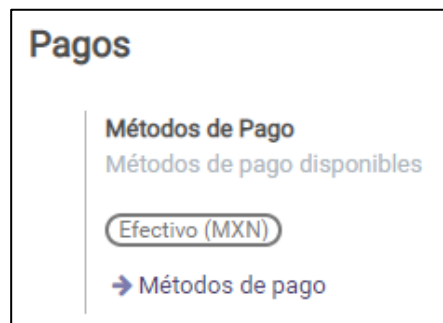 Pagos
Métodos de Pago
Métodos de pago disponibles
Efectivo (MXN)
Métodos de pago